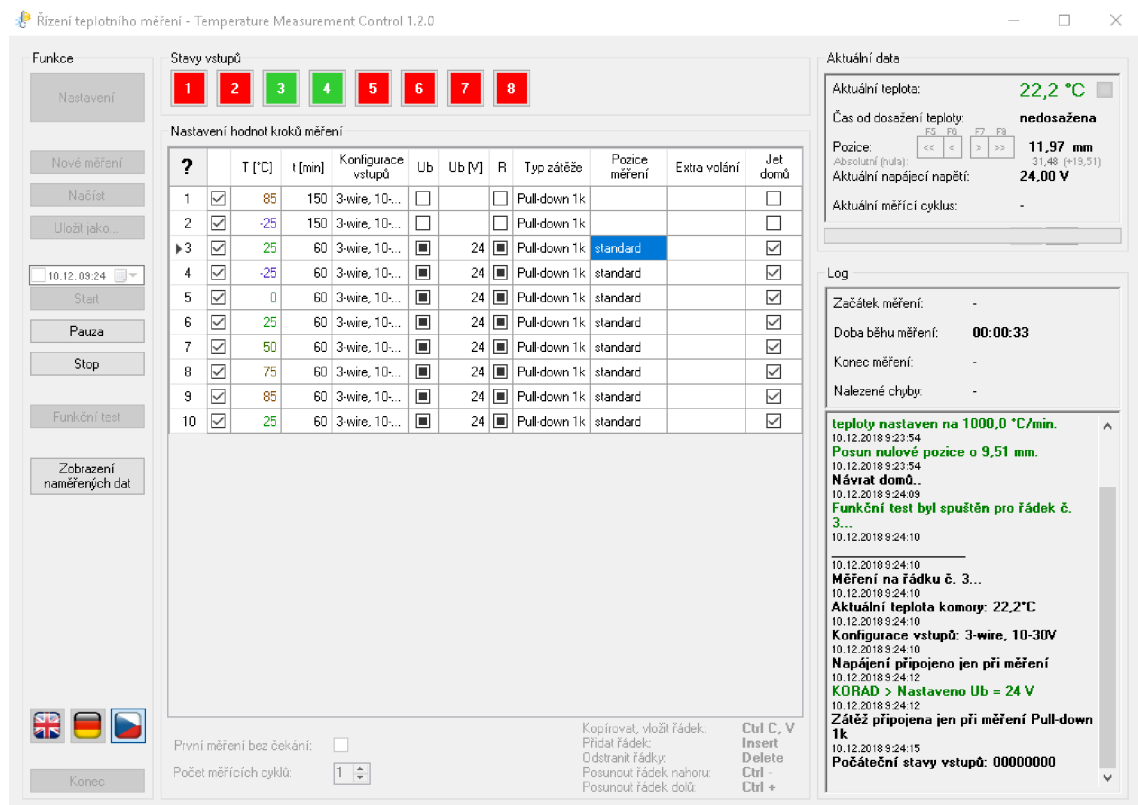 Řízení teplotního měření - Temperature Measurement Control 1.2.0
Funkce
Nastavení
Nové měření
Načíst
Uložit jako...
10.12. 09:24
Start
Pauza
Stop
Funkční test
Zobrazení
naměřených dat
Konec
Stavy vstupů
1 2 3 4 5 6 7 8
Nastavení hodnot kroků měření
? T [°C] t [min] Konfigurace vstupů Ub Ub [V] R Typ zátěže Pozice měření Extra volání Jet domů
1 85 150 3-wire, 10-... Pull-down 1k
2 -25 150 3-wire, 10-... Pull-down 1k
3 25 60 3-wire, 10-... 24 Pull-down 1k standard
4 -25 60 3-wire, 10-... 24 Pull-down 1k standard
5 0 60 3-wire, 10-... 24 Pull-down 1k standard
6 25 60 3-wire, 10-... 24 Pull-down 1k standard
7 50 60 3-wire, 10-... 24 Pull-down 1k standard
8 75 60 3-wire, 10-... 24 Pull-down 1k standard
9 85 60 3-wire, 10-... 24 Pull-down 1k standard
10 25 60 3-wire, 10-... 24 Pull-down 1k standard
První měření bez čekání:
Počet měřících cyklů: 1
Kopírovat, vložit řádek: Ctrl C, V
Přidat řádek: Insert
Odstranit řádky: Delete
Posunout řádek nahoru: Ctrl -
Posunout řádek dolů: Ctrl +
Aktuální data
Aktuální teplota: 22,2 °C
Čas od dosažení teploty: nedosažena
F5 F6 F7 F8
Pozice: << < > >> 11,97 mm
Absolutní (nula): 31,48 (+19,51)
Aktuální napájecí napětí: 24,00 V
Aktuální měřící cyklus: -
Log
Začátek měření: -
Doba běhu měření: 00:00:33
Konec měření: -
Nalezené chyby: -
teploty nastaven na 1000,0 °C/min.
10.12.2018 9:23:54
Posun nulové pozice o 9,51 mm.
10.12.2018 9:23:54
Návrat domů..
10.12.2018 9:24:09
Funkční test byl spuštěn pro řádek č.
3...
10.12.2018 9:24:10
10.12.2018 9:24:10
Měření na řádku č. 3...
10.12.2018 9:24:10
Aktuální teplota komory: 22,2°C
10.12.2018 9:24:10
Konfigurace vstupů: 3-wire, 10-30V
10.12.2018 9:24:10
Napájení připojeno jen při měření
10.12.2018 9:24:12
KORAD > Nastaveno Ub = 24 V
10.12.2018 9:24:12
Zátěž připojena jen při měření Pull-down
1k
10.12.2018 9:24:15
Počáteční stavy vstupů: 00000000